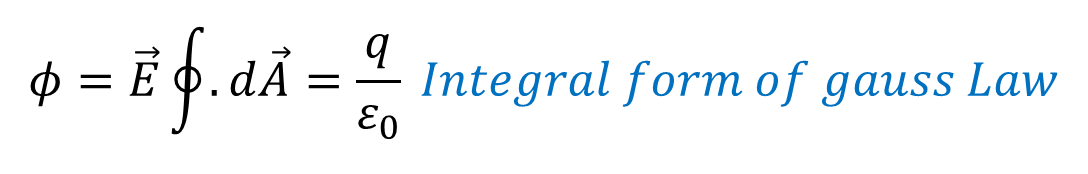 ϕ = E⃗ ∮ . dA⃗ = q/ε₀ Integral form of gauss Law